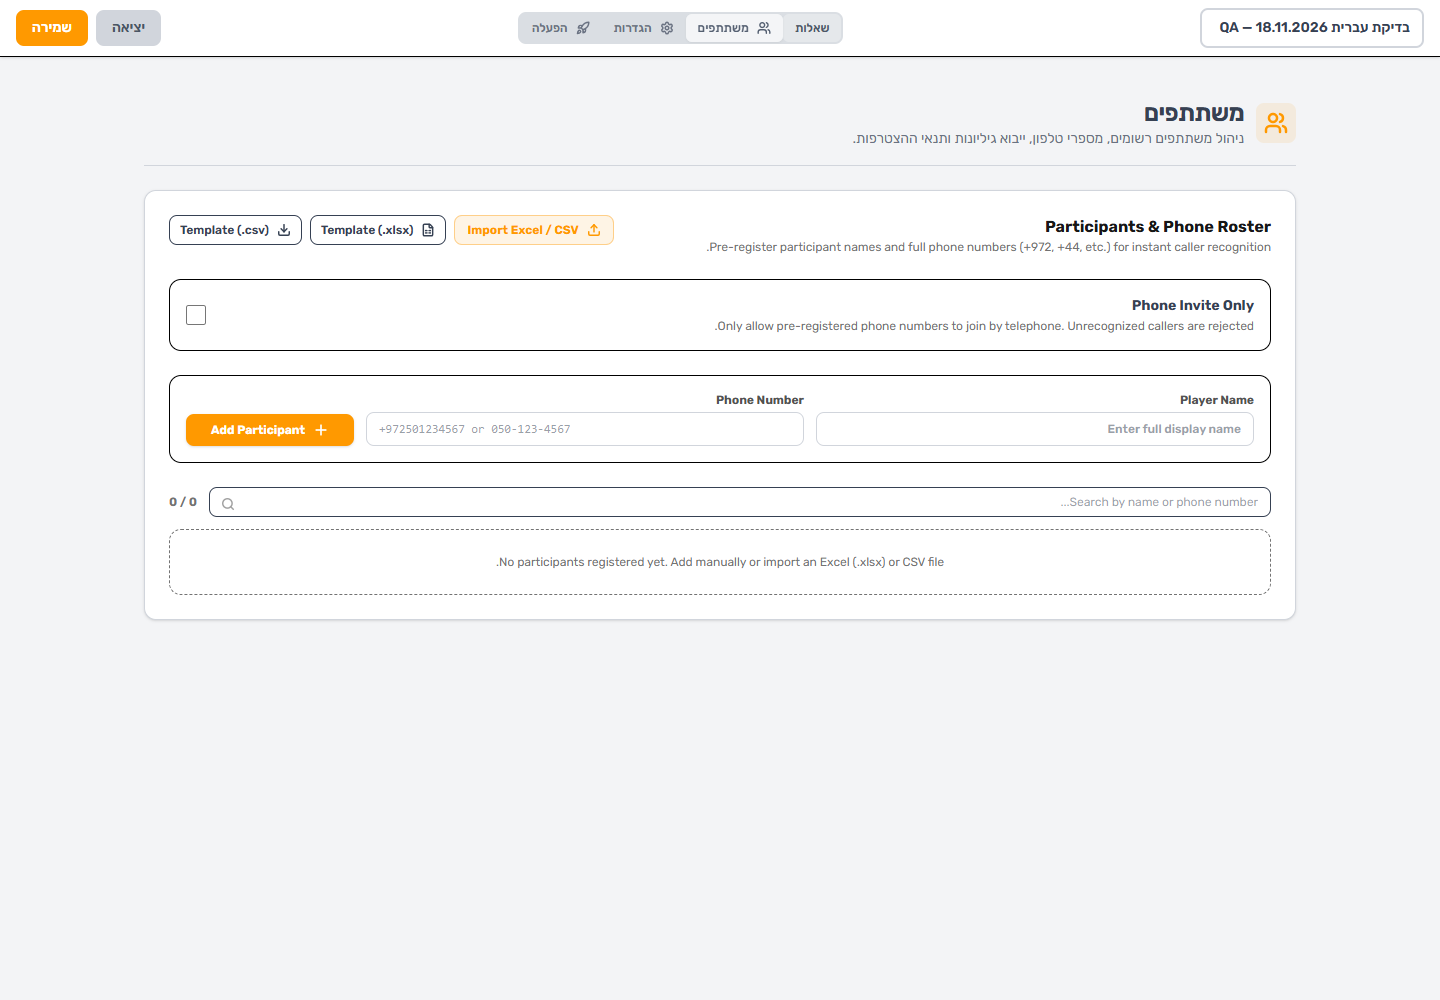 בדיקת עברית 18.11.2026 — QA
שאלות
משתתפים
הגדרות
הפעלה
יציאה
שמירה
משתתפים
ניהול משתתפים רשומים, מספרי טלפון, ייבוא גיליונות ותנאי ההצטרפות.
Participants & Phone Roster
Pre-register participant names and full phone numbers (+972, +44, etc.) for instant caller recognition.
Import Excel / CSV
Template (.xlsx)
Template (.csv)
Phone Invite Only
Only allow pre-registered phone numbers to join by telephone. Unrecognized callers are rejected.
Player Name
Enter full display name
Phone Number
+972501234567 or 050-123-4567
Add Participant
Search by name or phone number...
0 / 0
No participants registered yet. Add manually or import an Excel (.xlsx) or CSV file.